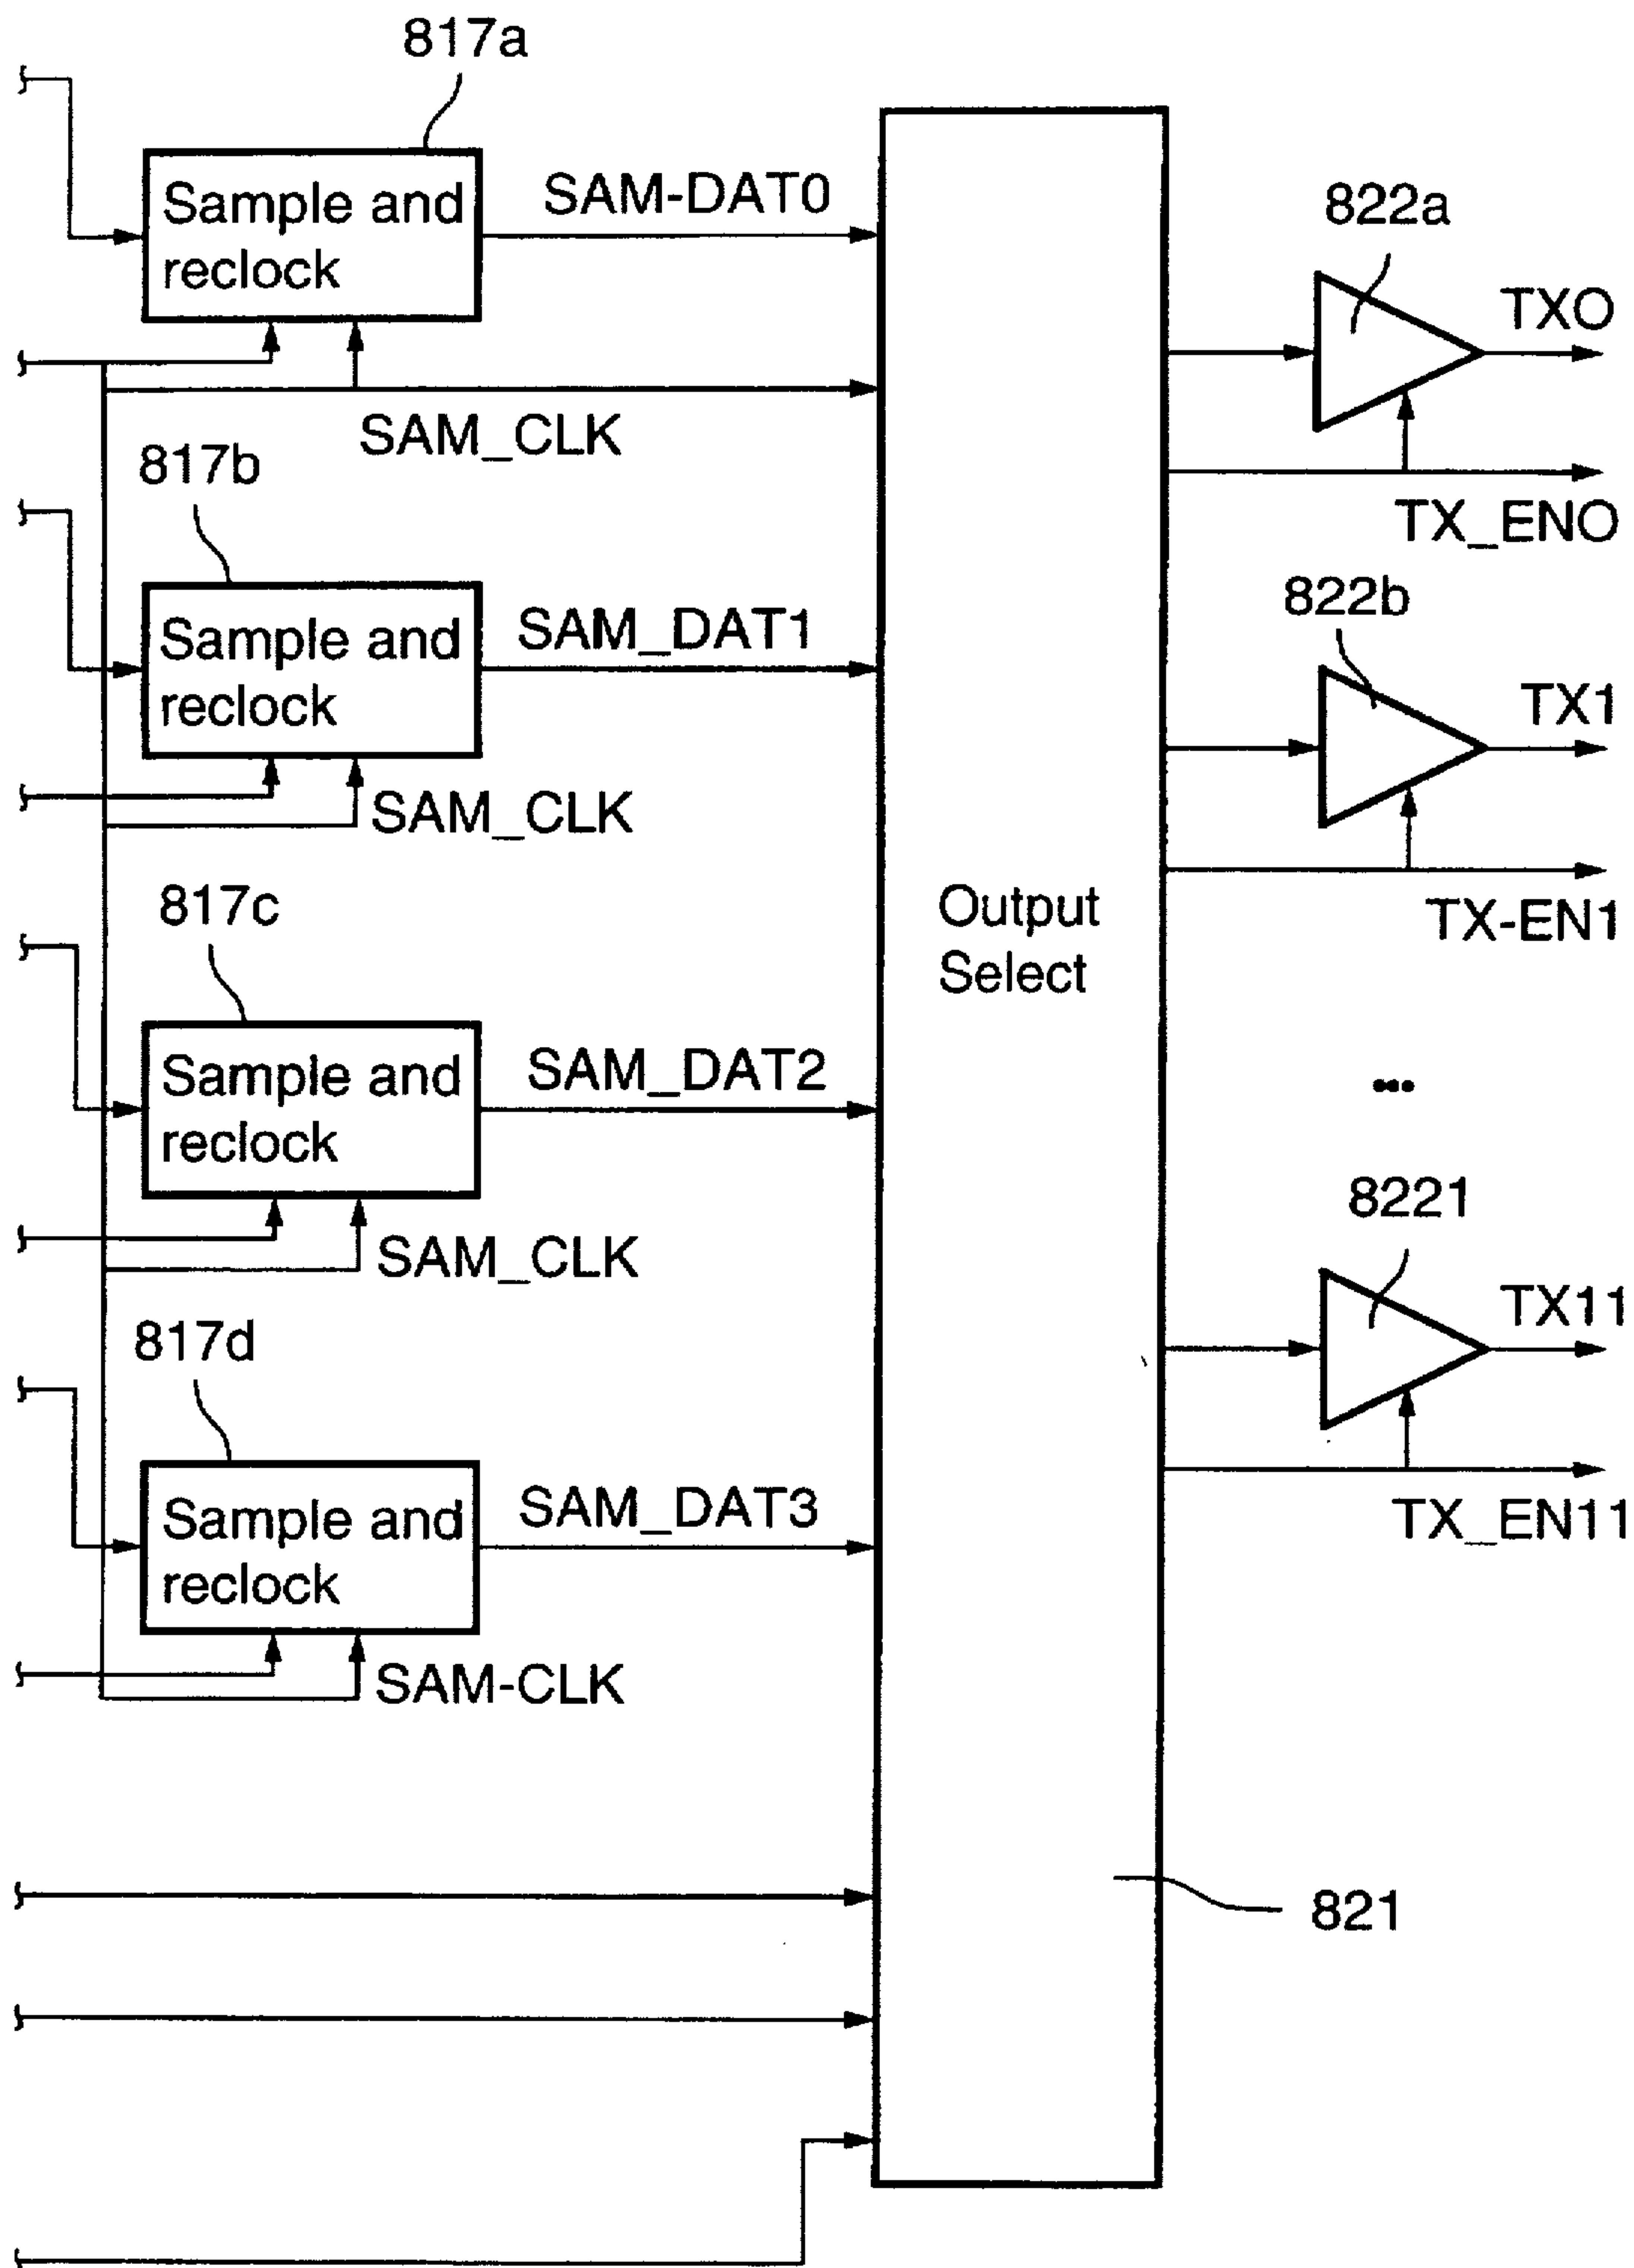 817a
Sample and
reclock
SAM-DAT0
SAM_CLK
817b
Sample and
reclock
SAM_DAT1
SAM_CLK
817c
Sample and
reclock
SAM_DAT2
SAM_CLK
817d
Sample and
reclock
SAM_DAT3
SAM-CLK
Output
Select
821
822a
TXO
TX_ENO
822b
TX1
TX-EN1
...
8221
TX11
TX_EN11